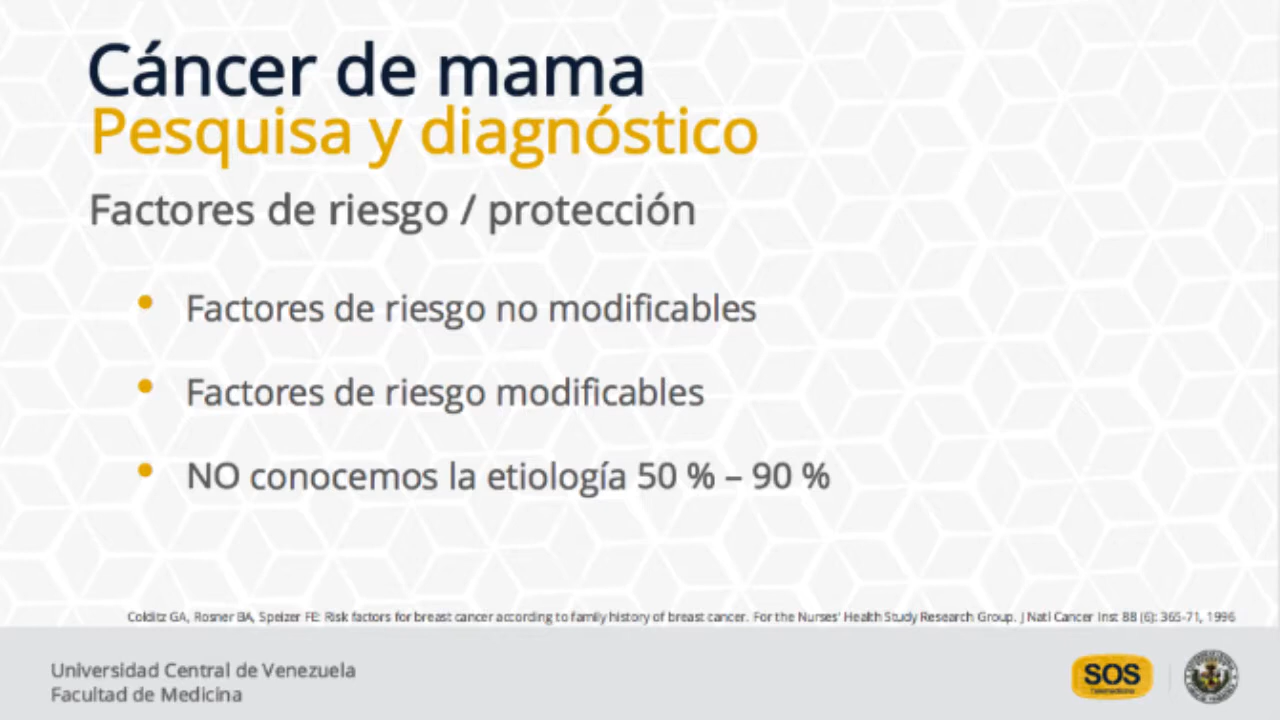 Cáncer de mama
Pesquisa y diagnóstico
Factores de riesgo / protección
• Factores de riesgo no modificables
• Factores de riesgo modificables
• NO conocemos la etiología 50 % – 90 %
Colditz GA, Rosner BA, Speizer FE: Risk factors for breast cancer according to family history of breast cancer. For the Nurses' Health Study Research Group. J Natl Cancer Inst 88 (6): 365-71, 1996
Universidad Central de Venezuela
Facultad de Medicina
SOS
Telemedicina